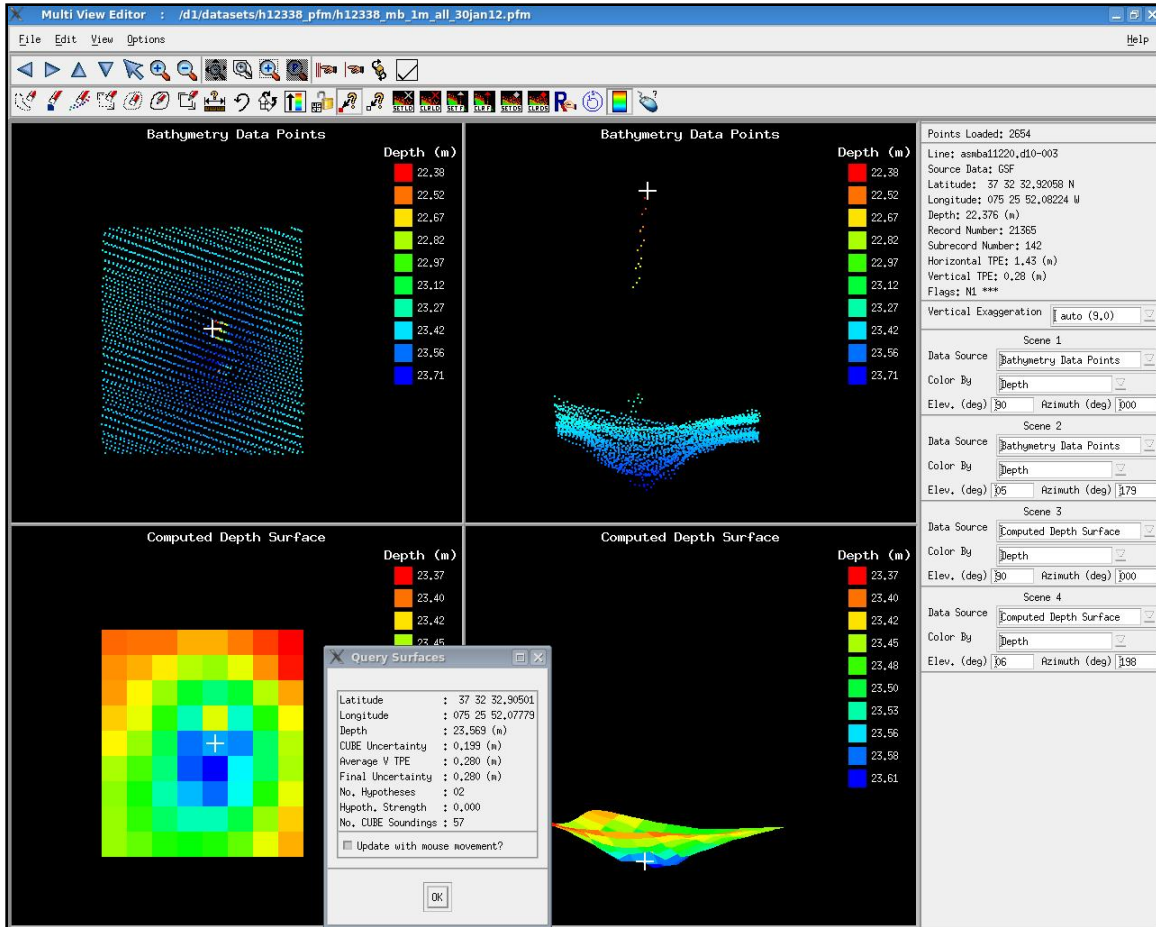 Multi View Editor : /d1/datasets/h12338_pfm/h12338_mb_1m_all_30jan12.pfm
File Edit View Options Help
SETLD CLRLD SET F CLR F SETDS CLRDS R
Bathymetry Data Points
Depth (m)
22.38
22.52
22.67
22.82
22.97
23.12
23.27
23.42
23.56
23.71
Bathymetry Data Points
Depth (m)
22.38
22.52
22.67
22.82
22.97
23.12
23.27
23.42
23.56
23.71
Computed Depth Surface
Depth (m)
23.37
23.40
23.42
23.45
Computed Depth Surface
Depth (m)
23.37
23.40
23.42
23.45
23.48
23.50
23.53
23.56
23.58
23.61
Query Surfaces
Latitude : 37 32 32.90501
Longitude : 075 25 52.07779
Depth : 23.569 (m)
CUBE Uncertainty : 0.199 (m)
Average V TPE : 0.280 (m)
Final Uncertainty : 0.280 (m)
No. Hypotheses : 02
Hypoth. Strength : 0.000
No. CUBE Soundings : 57
Update with mouse movement?
OK
Points Loaded: 2654
Line: asmba11220.d10-003
Source Data: GSF
Latitude: 37 32 32.92058 N
Longitude: 075 25 52.08224 W
Depth: 22.376 (m)
Record Number: 21365
Subrecord Number: 142
Horizontal TPE: 1.43 (m)
Vertical TPE: 0.28 (m)
Flags: N1 ***
Vertical Exaggeration auto (9.0)
Scene 1
Data Source Bathymetry Data Points
Color By Depth
Elev. (deg) 90 Azimuth (deg) 000
Scene 2
Data Source Bathymetry Data Points
Color By Depth
Elev. (deg) 05 Azimuth (deg) 179
Scene 3
Data Source Computed Depth Surface
Color By Depth
Elev. (deg) 90 Azimuth (deg) 000
Scene 4
Data Source Computed Depth Surface
Color By Depth
Elev. (deg) 06 Azimuth (deg) 198